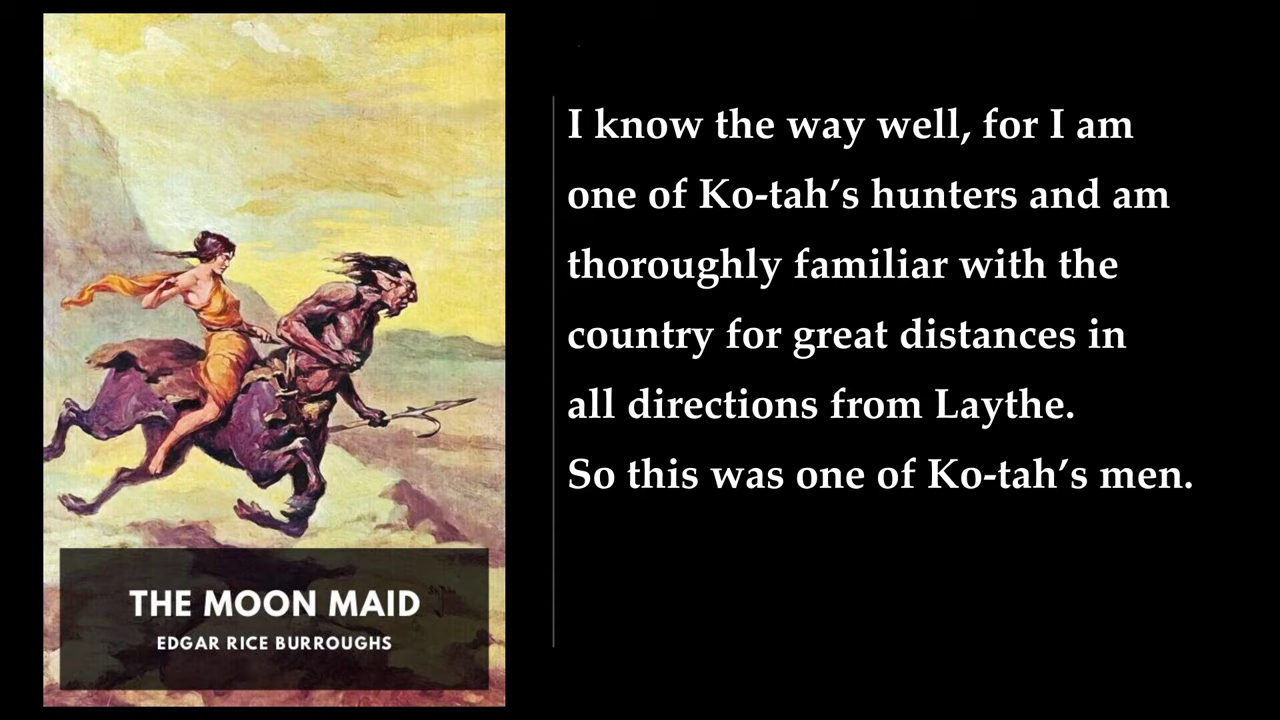 THE MOON MAID
EDGAR RICE BURROUGHS
I know the way well, for I am
one of Ko-tah’s hunters and am
thoroughly familiar with the
country for great distances in
all directions from Laythe.
So this was one of Ko-tah’s men.